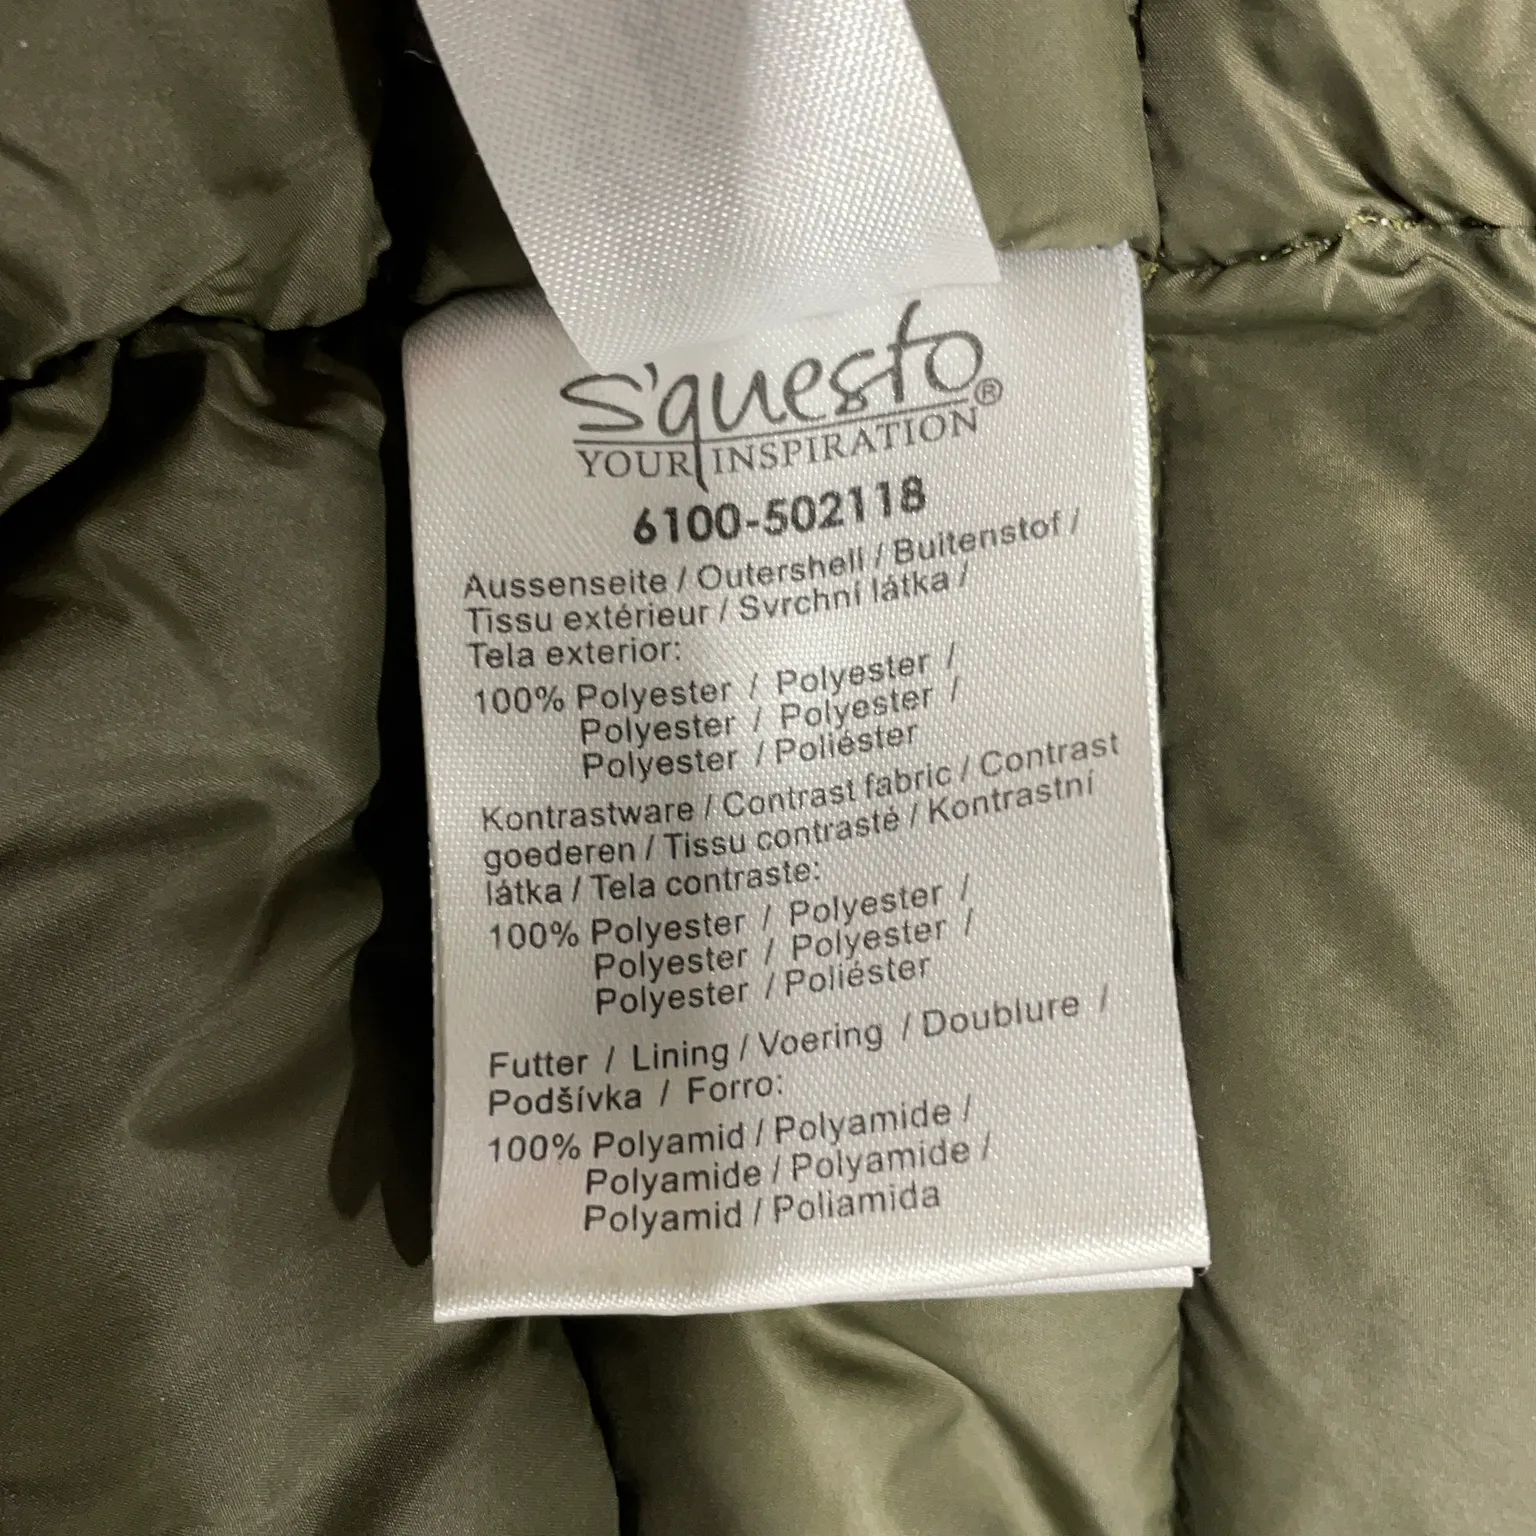 S'questo®
YOUR INSPIRATION
6100-502118
Aussenseite / Outershell / Buitenstof /
Tissu extérieur / Svrchní látka /
Tela exterior:
100% Polyester / Polyester /
Polyester / Polyester /
Polyester / Poliéster
Kontrastware / Contrast fabric / Contrast
goederen / Tissu contrasté / Kontrastní
látka / Tela contraste:
100% Polyester / Polyester /
Polyester / Polyester /
Polyester / Poliéster
Futter / Lining / Voering / Doublure /
Podšívka / Forro:
100% Polyamid / Polyamide /
Polyamide / Polyamide /
Polyamid / Poliamida